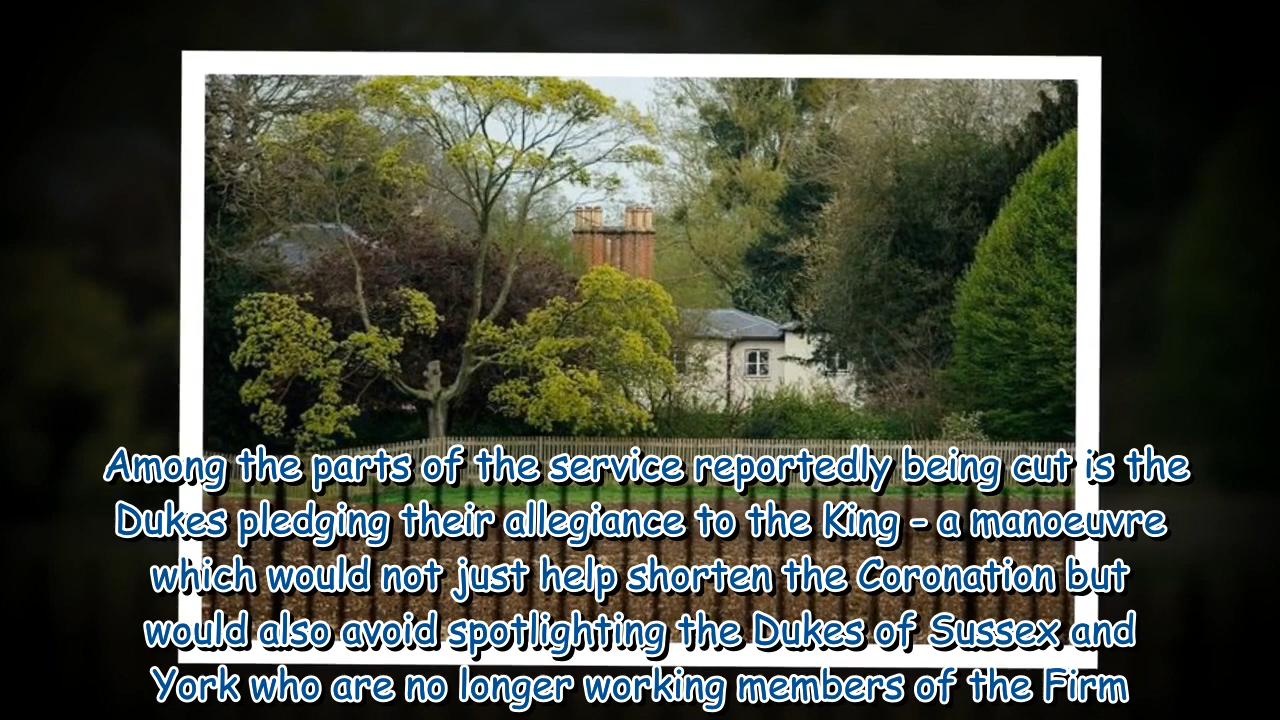 Among the parts of the service reportedly being cut is the
Dukes pledging their allegiance to the King - a manoeuvre
which would not just help shorten the Coronation but
would also avoid spotlighting the Dukes of Sussex and
York who are no longer working members of the Firm